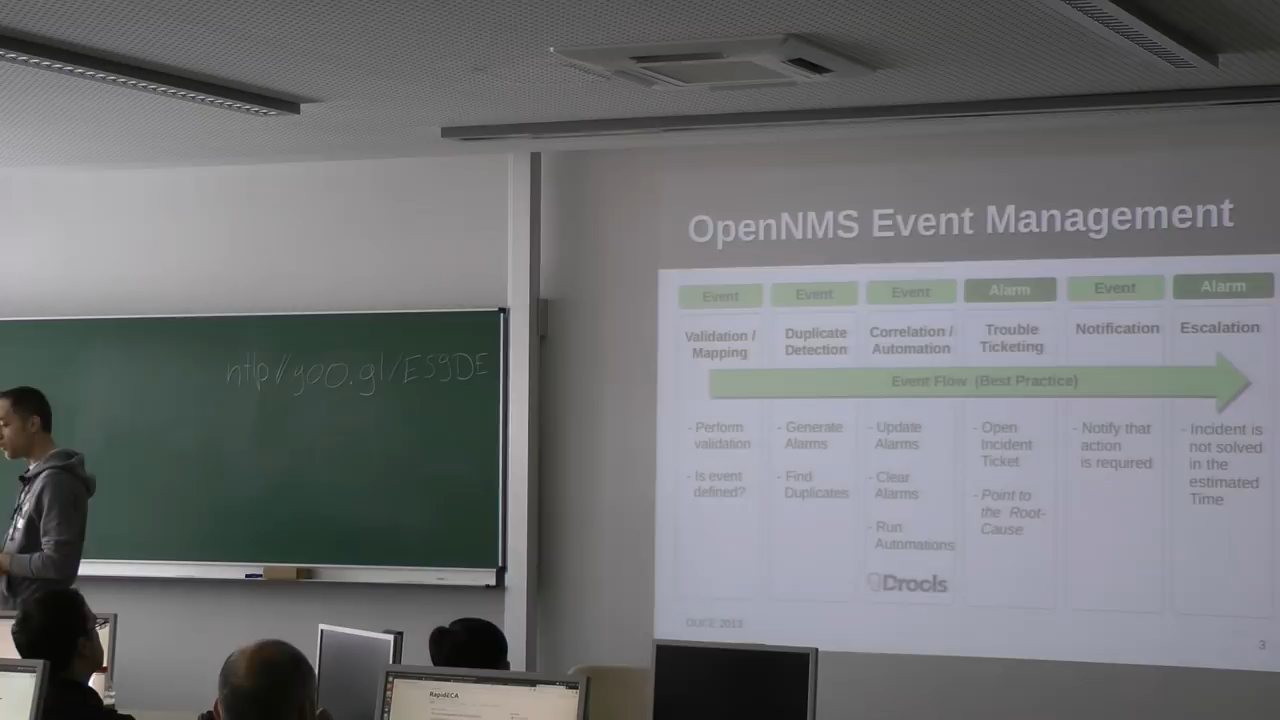 OpenNMS Event Management
Event Event Event Alarm Event Alarm
Validation /
Mapping
Duplicate
Detection
Correlation /
Automation
Trouble
Ticketing
Notification
Escalation
Event Flow (Best Practice)
- Perform
validation
- Is event
defined?
- Generate
Alarms
- Find
Duplicates
- Update
Alarms
- Clear
Alarms
- Run
Automations
Drools
- Open
Incident
Ticket
- Point to
the Root-
Cause
- Notify that
action
is required
- Incident is
not solved
in the
estimated
Time
OUCE 2013
3
http//goo.gl/ES9DE
RapidECA